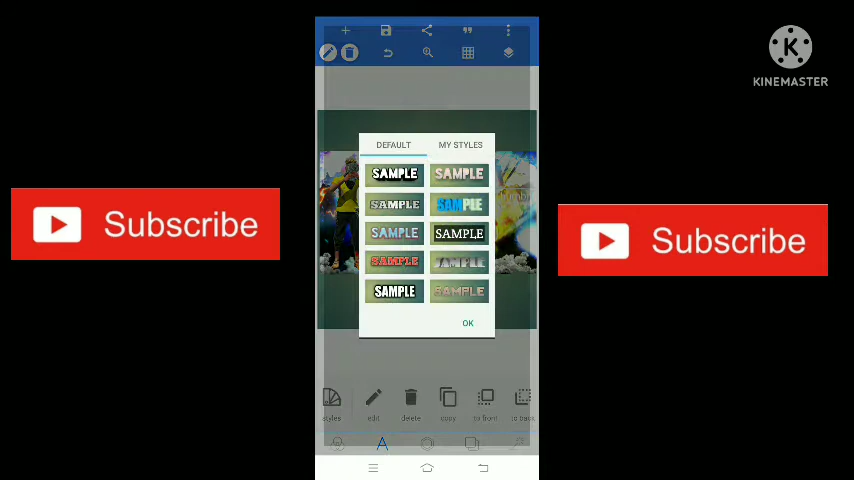 KINEMASTER
DEFAULT
MY STYLES
SAMPLE
SAMPLE
SAMPLE
SAMPLE
SAMPLE
SAMPLE
SAMPLE
SAMPLE
SAMPLE
SAMPLE
OK
Subscribe
Subscribe
styles
edit
delete
copy
to front
to back